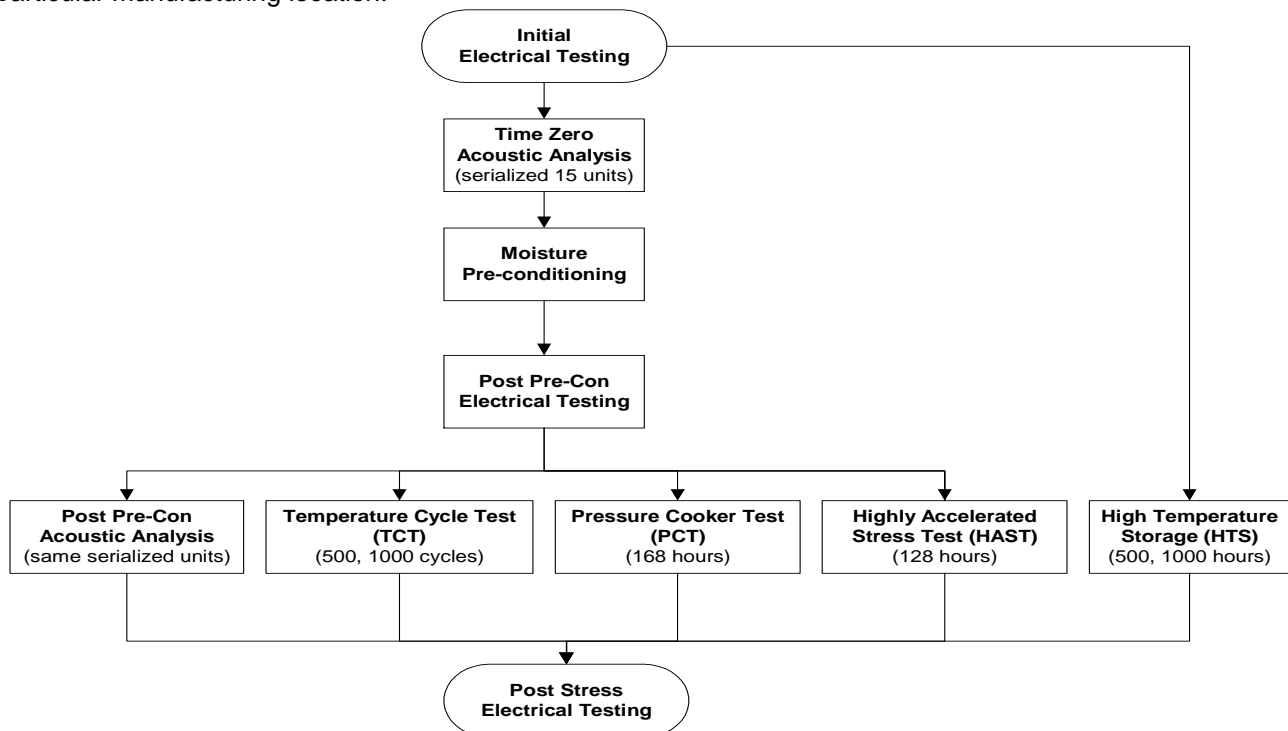 particular manufacturing location.
Initial
Electrical Testing
Time Zero
Acoustic Analysis
(serialized 15 units)
Moisture
Pre-conditioning
Post Pre-Con
Electrical Testing
Post Pre-Con
Acoustic Analysis
(same serialized units)
Temperature Cycle Test
(TCT)
(500, 1000 cycles)
Pressure Cooker Test
(PCT)
(168 hours)
Highly Accelerated
Stress Test (HAST)
(128 hours)
High Temperature
Storage (HTS)
(500, 1000 hours)
Post Stress
Electrical Testing